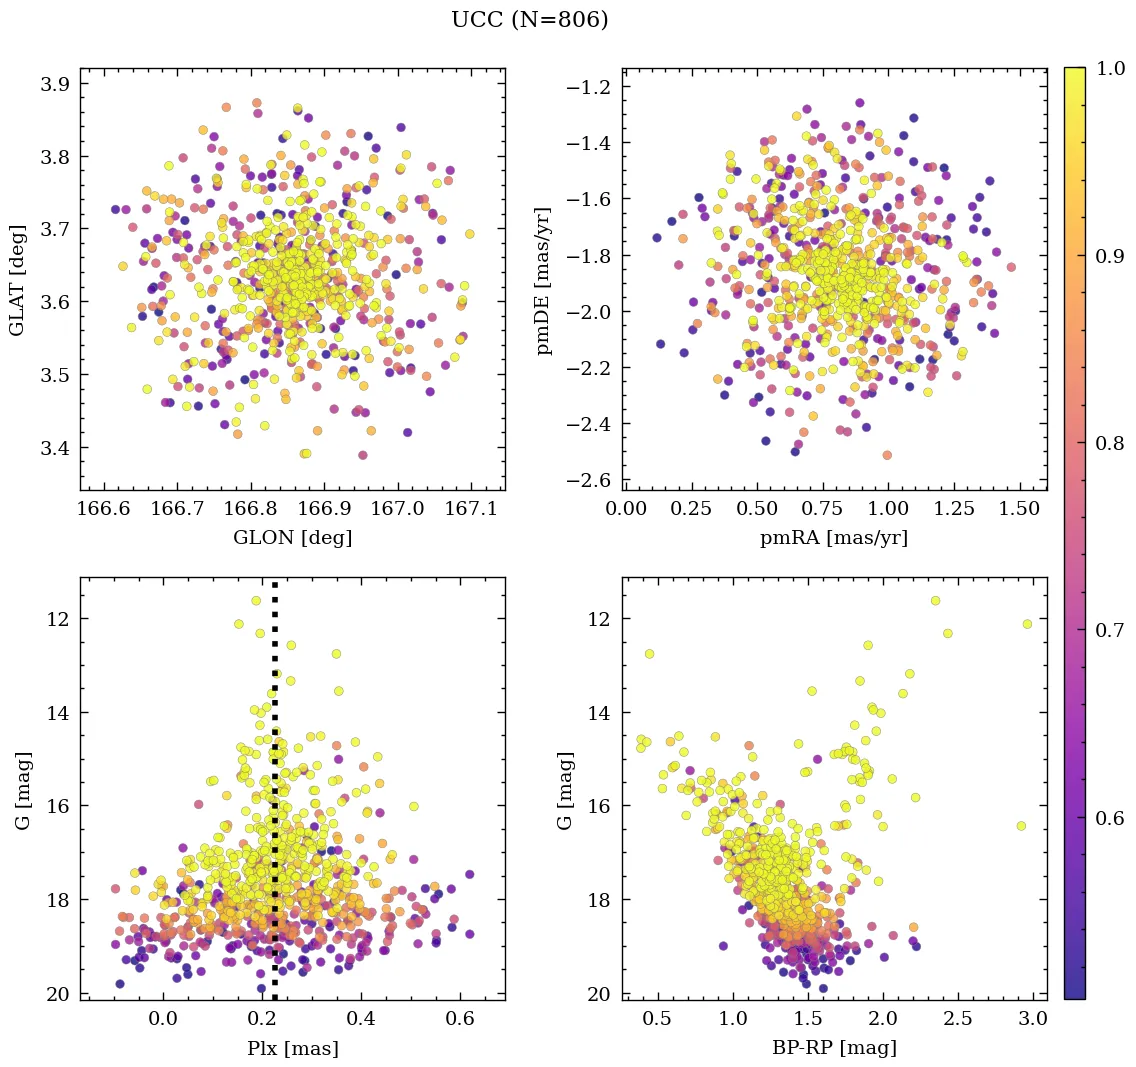 UCC (N=806)
3.9
3.8
3.7
3.6
3.5
3.4
GLAT [deg]
166.6 166.7 166.8 166.9 167.0 167.1
GLON [deg]
−1.2
−1.4
−1.6
−1.8
−2.0
−2.2
−2.4
−2.6
pmDE [mas/yr]
0.00 0.25 0.50 0.75 1.00 1.25 1.50
pmRA [mas/yr]
1.0
0.9
0.8
0.7
0.6
12
14
16
18
20
G [mag]
0.0 0.2 0.4 0.6
Plx [mas]
12
14
16
18
20
G [mag]
0.5 1.0 1.5 2.0 2.5 3.0
BP-RP [mag]